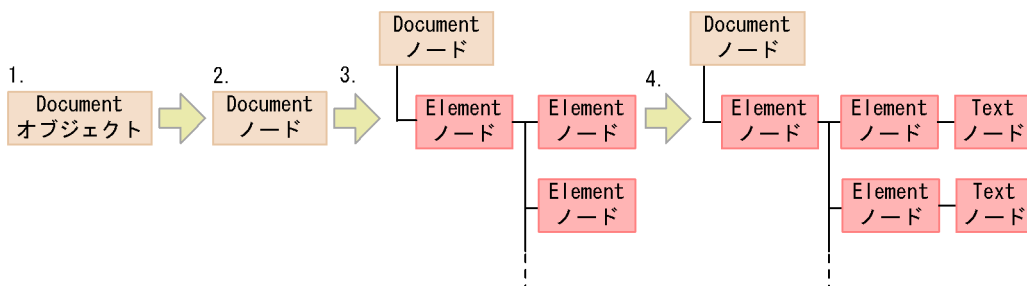 1.
Document
オブジェクト
2.
Document
ノード
3.
Document
ノード
Element
ノード
Element
ノード
Element
ノード
4.
Document
ノード
Element
ノード
Element
ノード
Text
ノード
Element
ノード
Text
ノード